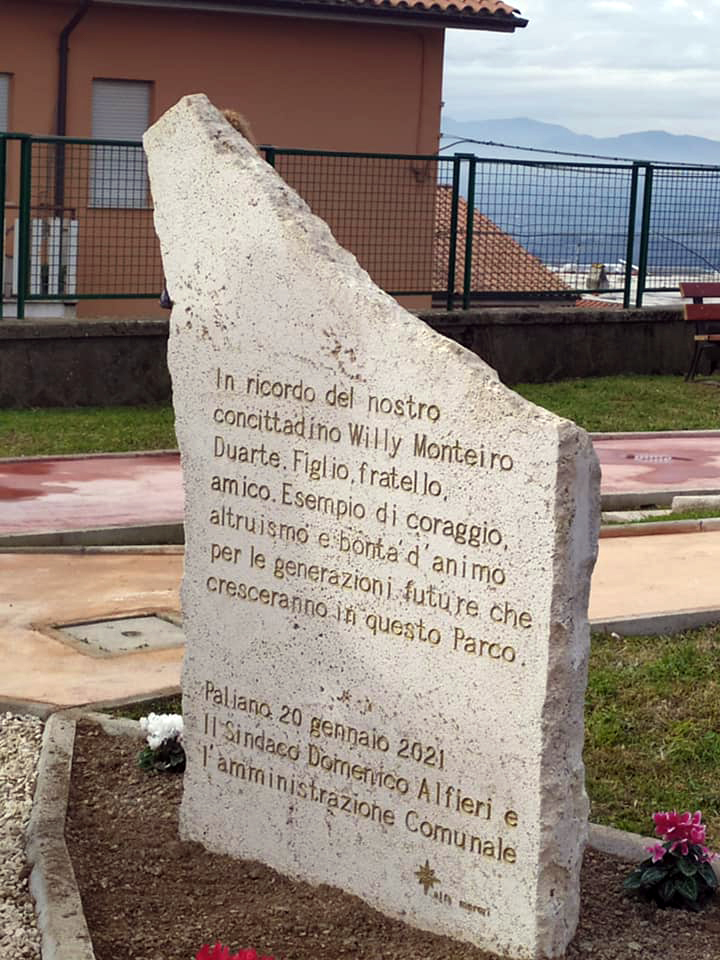 In ricordo del nostro
concittadino Willy Monteiro
Duarte. Figlio, fratello,
amico. Esempio di coraggio,
altruismo e bonta' d'animo
per le generazioni future che
cresceranno in questo Parco.
Paliano, 20 gennaio 2021
Il Sindaco Domenico Alfieri e
l'amministrazione Comunale